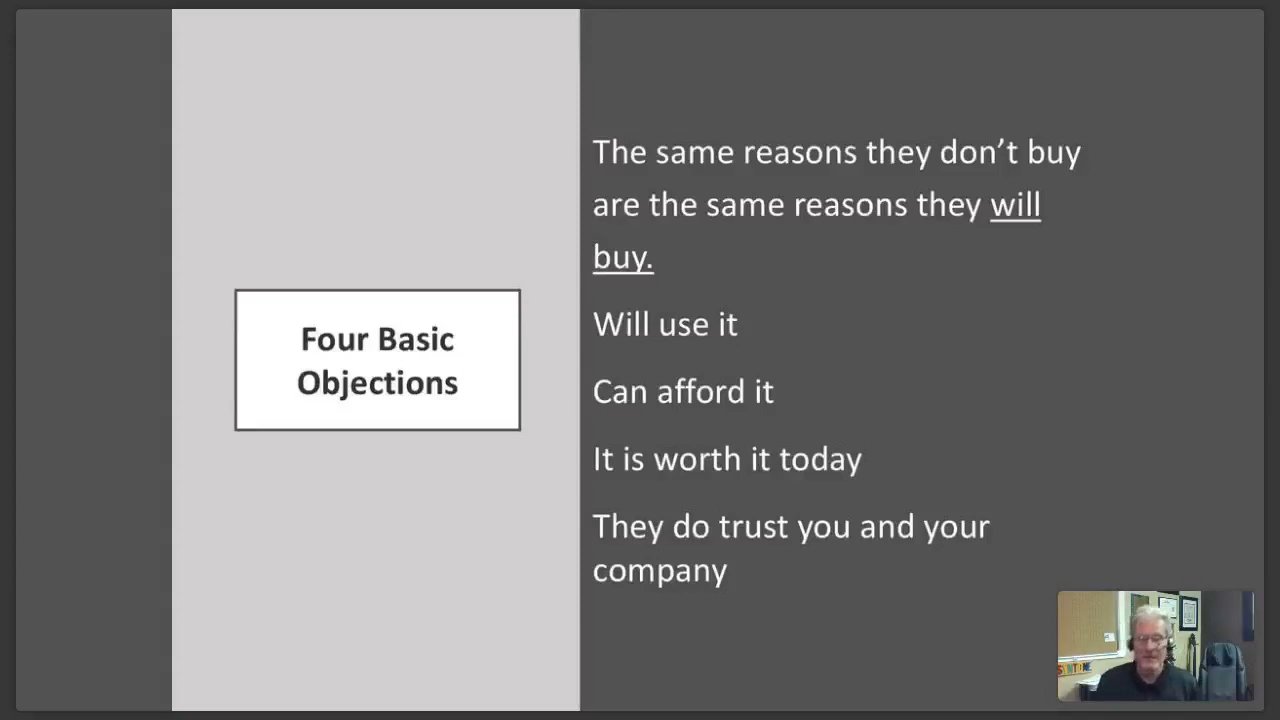 Four Basic
Objections
The same reasons they don’t buy
are the same reasons they will
buy.
Will use it
Can afford it
It is worth it today
They do trust you and your
company